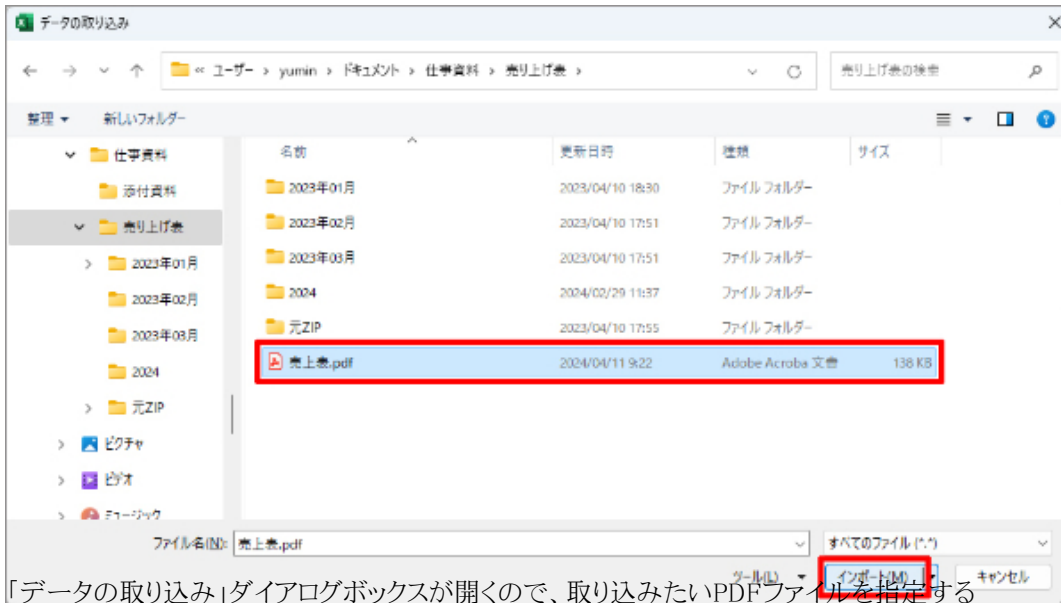 データの取り込み
« ユーザー › yumin › ドキュメント › 仕事資料 › 売り上げ表 ›
売り上げ表の検索
整理 新しいフォルダー
名前 更新日時 種類 サイズ
仕事資料
添付資料
売り上げ表
2023年01月
2023年02月
2023年03月
2024
元ZIP
ピクチャ
ビデオ
ミュージック
2023年01月 2023/04/10 18:30 ファイル フォルダー
2023年02月 2023/04/10 17:51 ファイル フォルダー
2023年03月 2023/04/10 17:51 ファイル フォルダー
2024 2024/02/29 11:37 ファイル フォルダー
元ZIP 2023/04/10 17:55 ファイル フォルダー
売上表.pdf 2024/04/11 9:22 Adobe Acroba 文書 138 KB
ファイル名(N): 売上表.pdf すべてのファイル (*.*)
ツール(L) インポート(M) キャンセル
「データの取り込み」ダイアログボックスが開くので、取り込みたいPDFファイルを指定する